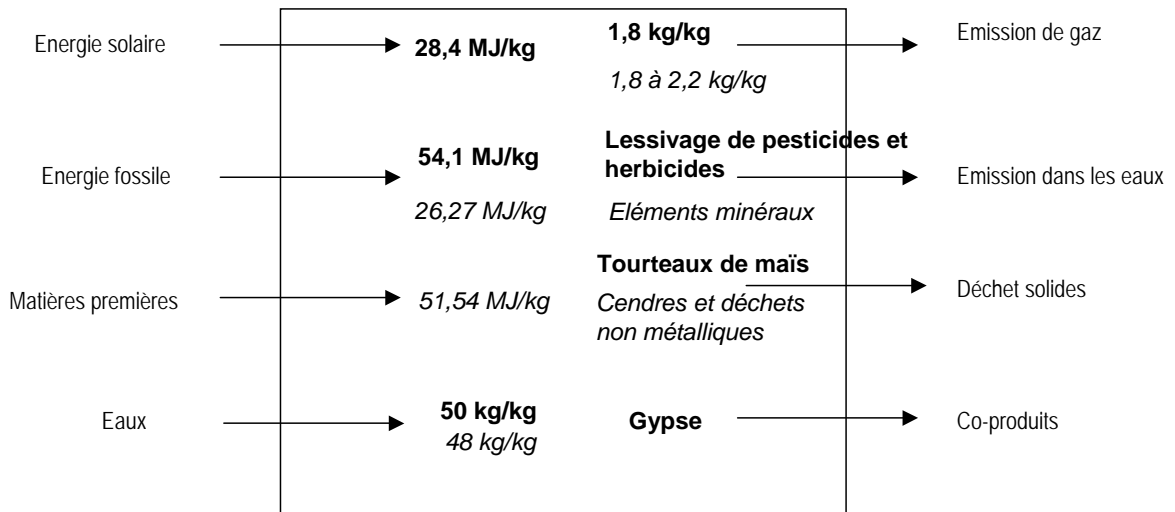 Energie solaire
28,4 MJ/kg
1,8 kg/kg
1,8 à 2,2 kg/kg
Emission de gaz
Energie fossile
54,1 MJ/kg
26,27 MJ/kg
Lessivage de pesticides et
herbicides
Eléments minéraux
Emission dans les eaux
Matières premières
51,54 MJ/kg
Tourteaux de maïs
Cendres et déchets
non métalliques
Déchet solides
Eaux
50 kg/kg
48 kg/kg
Gypse
Co-produits